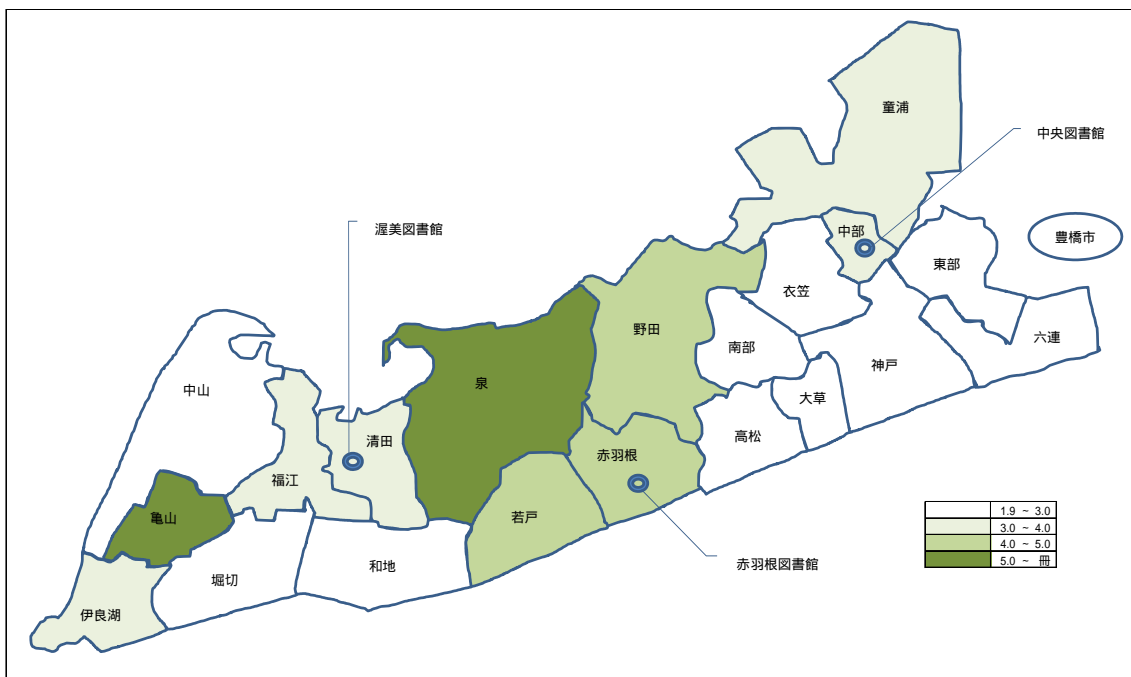 童浦
中央図書館
渥美図書館
中部
豊橋市
東部
衣笠
野田
六連
南部
神戸
泉
中山
大草
高松
清田
赤羽根
福江
亀山
若戸
1.9 ~ 3.0
3.0 ~ 4.0
4.0 ~ 5.0
5.0 ~ 冊
赤羽根図書館
和地
堀切
伊良湖